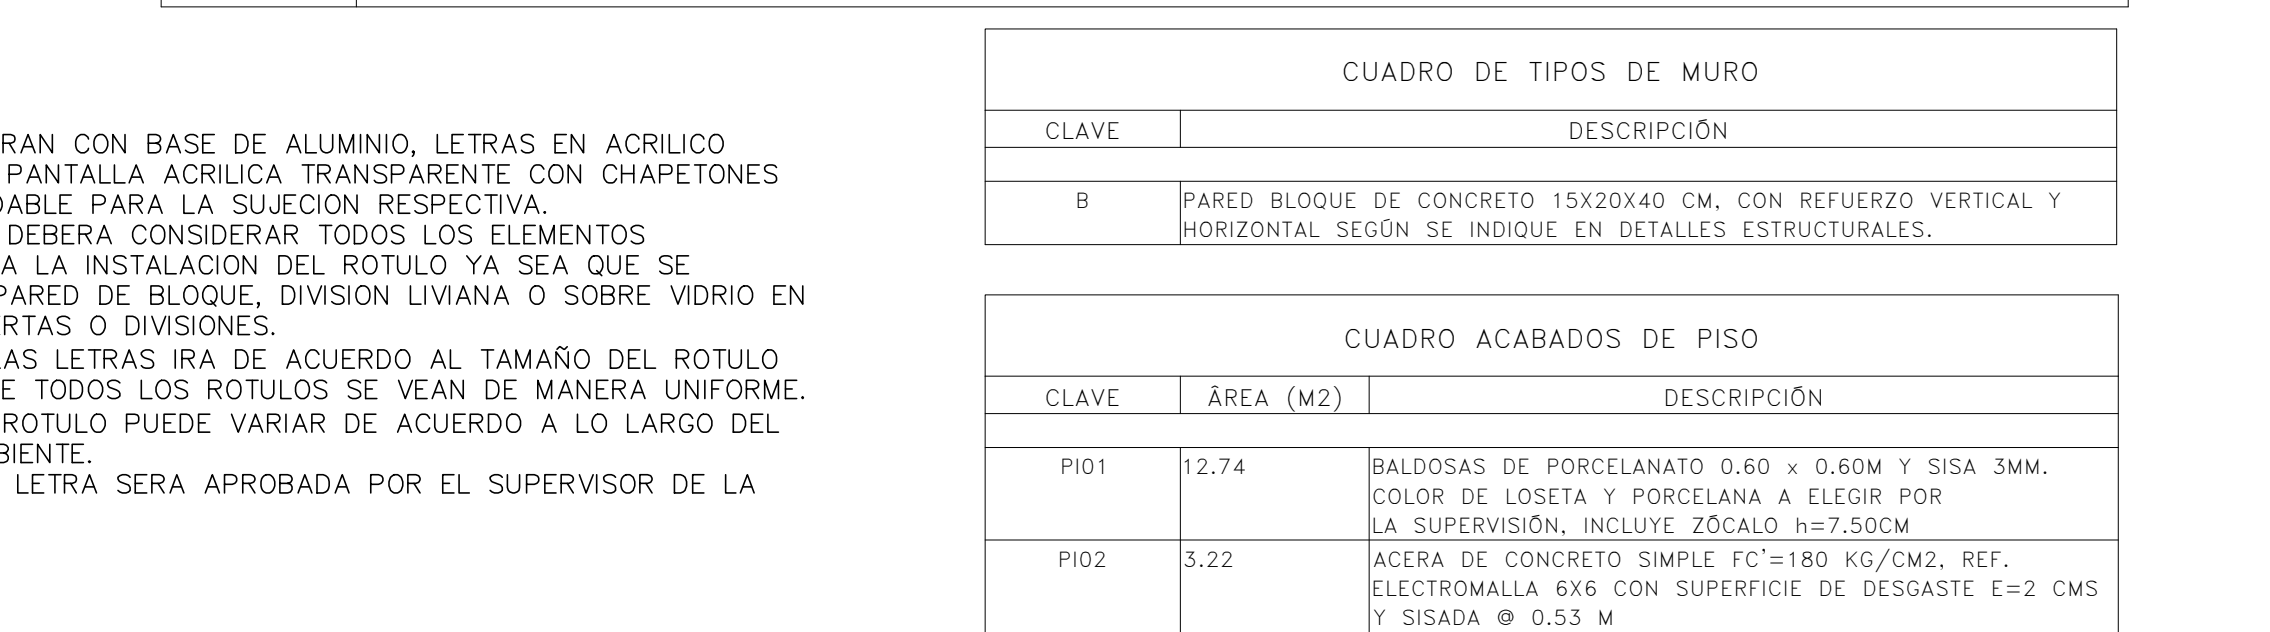 RAN CON BASE DE ALUMINIO, LETRAS EN ACRILICO
PANTALLA ACRILICA TRANSPARENTE CON CHAPETONES
DABLE PARA LA SUJECION RESPECTIVA.
DEBERA CONSIDERAR TODOS LOS ELEMENTOS
A LA INSTALACION DEL ROTULO YA SEA QUE SE
PARED DE BLOQUE, DIVISION LIVIANA O SOBRE VIDRIO EN
ERTAS O DIVISIONES.
LAS LETRAS IRA DE ACUERDO AL TAMAÑO DEL ROTULO
E TODOS LOS ROTULOS SE VEAN DE MANERA UNIFORME.
ROTULO PUEDE VARIAR DE ACUERDO A LO LARGO DEL
BIENTE.
LETRA SERA APROBADA POR EL SUPERVISOR DE LA
CUADRO DE TIPOS DE MURO
CLAVE DESCRIPCIÓN
B PARED BLOQUE DE CONCRETO 15X20X40 CM, CON REFUERZO VERTICAL Y
HORIZONTAL SEGÚN SE INDIQUE EN DETALLES ESTRUCTURALES.
CUADRO ACABADOS DE PISO
CLAVE ÂREA (M2) DESCRIPCIÓN
PI01 12.74 BALDOSAS DE PORCELANATO 0.60 x 0.60M Y SISA 3MM.
COLOR DE LOSETA Y PORCELANA A ELEGIR POR
LA SUPERVISIÓN, INCLUYE ZÓCALO h=7.50CM
PI02 3.22 ACERA DE CONCRETO SIMPLE FC'=180 KG/CM2, REF.
ELECTROMALLA 6X6 CON SUPERFICIE DE DESGASTE E=2 CMS
Y SISADA @ 0.53 M